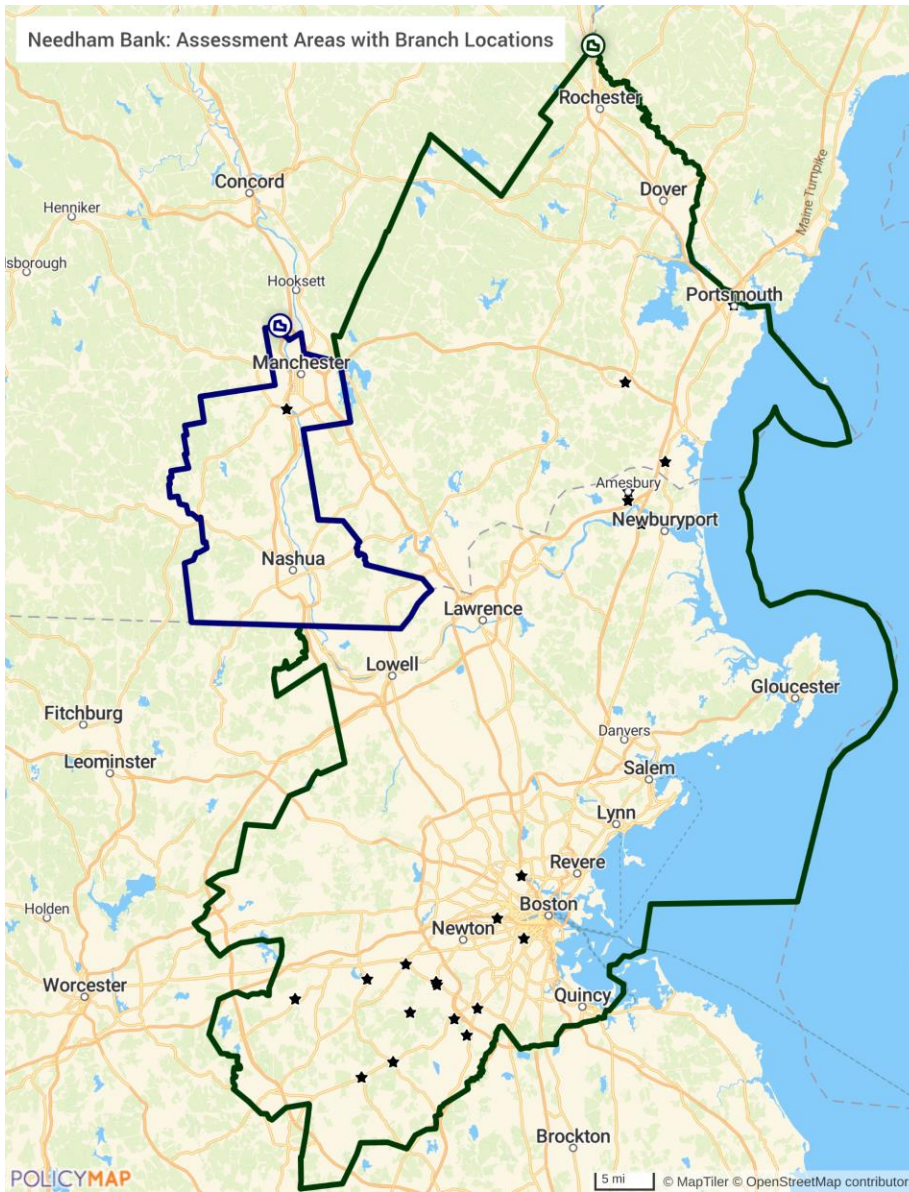 Needham Bank: Assessment Areas with Branch Locations
Rochester
Concord
Dover
Henniker
Maine Turnpike
lsborough
Hooksett
Portsmouth
Manchester
Amesbury
Newburyport
Nashua
Lawrence
Lowell
Gloucester
Fitchburg
Danvers
Leominster
Salem
Lynn
Revere
Holden
Boston
Newton
Worcester
Quincy
Brockton
POLICYMAP
5 mi
© MapTiler © OpenStreetMap contributor